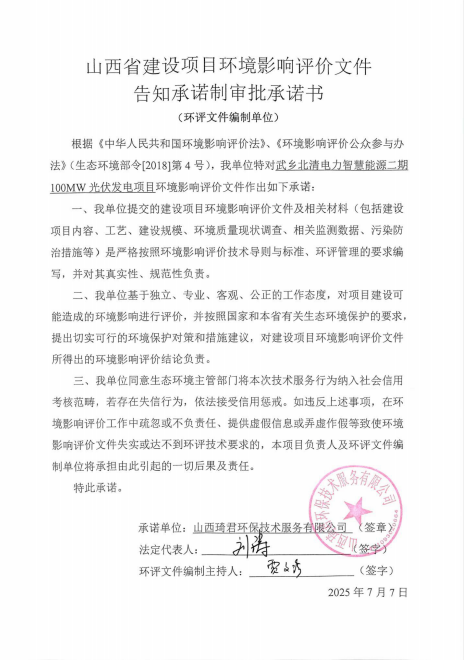 山西省建设项目环境影响评价文件
告知承诺制审批承诺书
（环评文件编制单位）
根据《中华人民共和国环境影响评价法》、《环境影响评价公众参与办
法》（生态环境部令[2018]第 4 号），我单位特对武乡北清电力智慧能源二期
100MW 光伏发电项目环境影响评价文件作出如下承诺：
一、我单位提交的建设项目环境影响评价文件及相关材料（包括建设
项目内容、工艺、建设规模、环境质量现状调查、相关监测数据、污染防
治措施等）是严格按照环境影响评价技术导则与标准、环评管理的要求编
写，并对其真实性、规范性负责。
二、我单位基于独立、专业、客观、公正的工作态度，对项目建设可
能造成的环境影响进行评价，并按照国家和本省有关生态环境保护的要求，
提出切实可行的环境保护对策和措施建议，对建设项目环境影响评价文件
所得出的环境影响评价结论负责。
三、我单位同意生态环境主管部门将本次技术服务行为纳入社会信用
考核范畴，若存在失信行为，依法接受信用惩戒。如违反上述事项，在环
境影响评价工作中疏忽或不负责任、提供虚假信息或弄虚作假等致使环境
影响评价文件失实或达不到环评技术要求的，本项目负责人及环评文件编
制单位将承担由此引起的一切后果及责任。
特此承诺。
承诺单位：山西琦君环保技术服务有限公司（签章）
法定代表人：刘（签字）
环评文件编制主持人：贾（签字）
2025 年 7 月 7 日
山西琦君环保技术服务有限公司